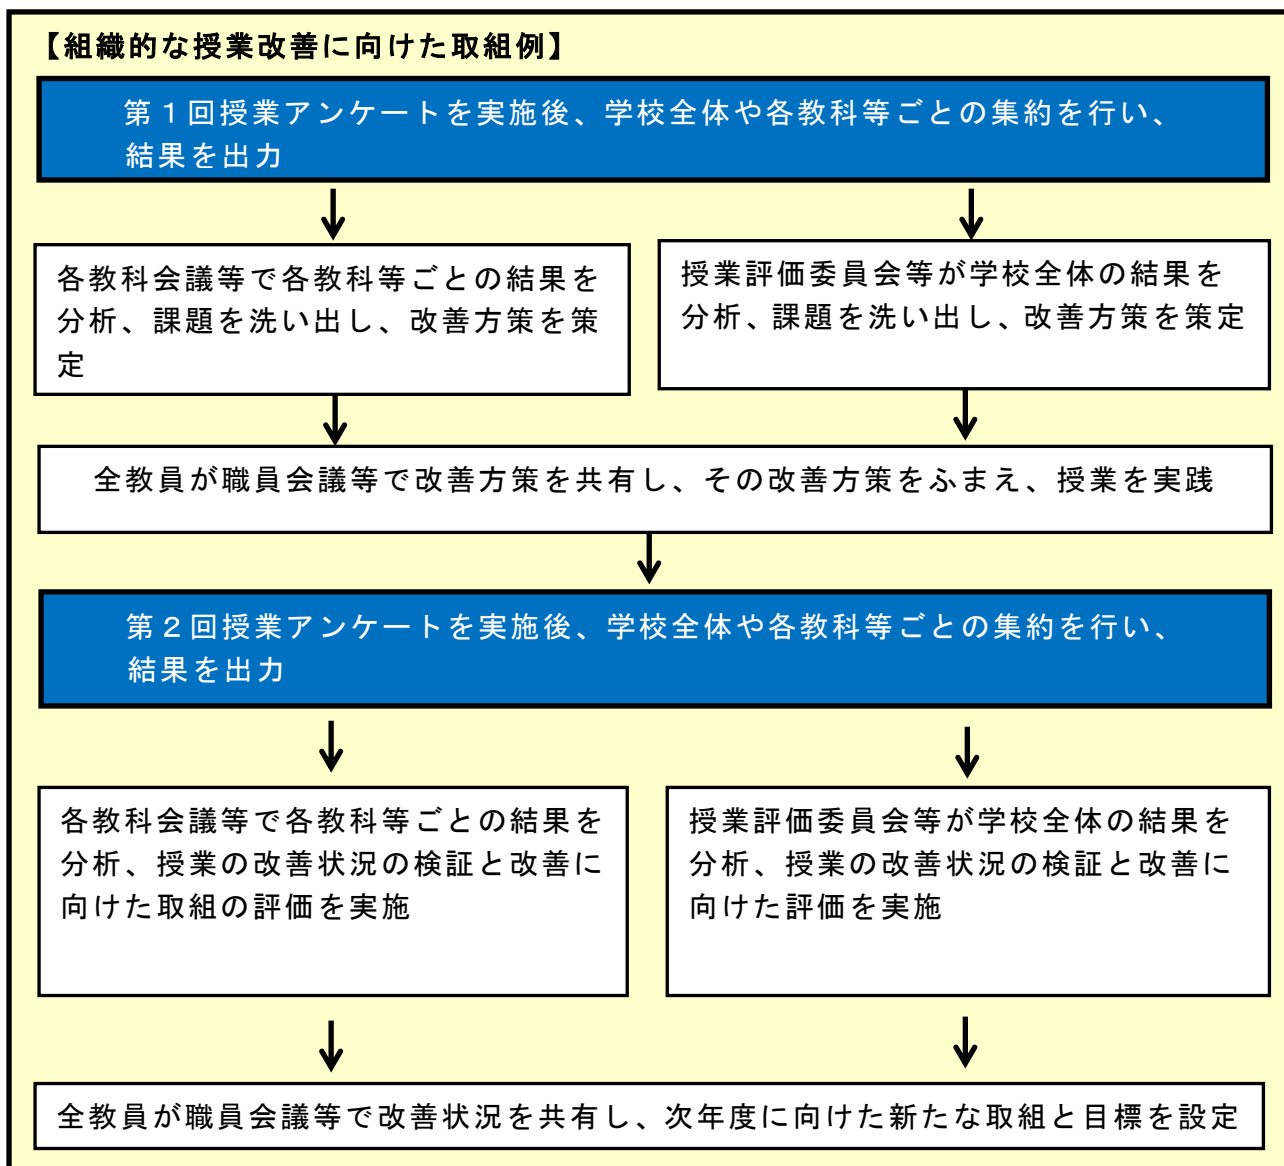 【組織的な授業改善に向けた取組例】
第１回授業アンケートを実施後、学校全体や各教科等ごとの集約を行い、
結果を出力
各教科会議等で各教科等ごとの結果を
分析、課題を洗い出し、改善方策を策
定
授業評価委員会等が学校全体の結果を
分析、課題を洗い出し、改善方策を策定
全教員が職員会議等で改善方策を共有し、その改善方策をふまえ、授業を実践
第２回授業アンケートを実施後、学校全体や各教科等ごとの集約を行い、
結果を出力
各教科会議等で各教科等ごとの結果を
分析、授業の改善状況の検証と改善に
向けた取組の評価を実施
授業評価委員会等が学校全体の結果を
分析、授業の改善状況の検証と改善に
向けた評価を実施
全教員が職員会議等で改善状況を共有し、次年度に向けた新たな取組と目標を設定